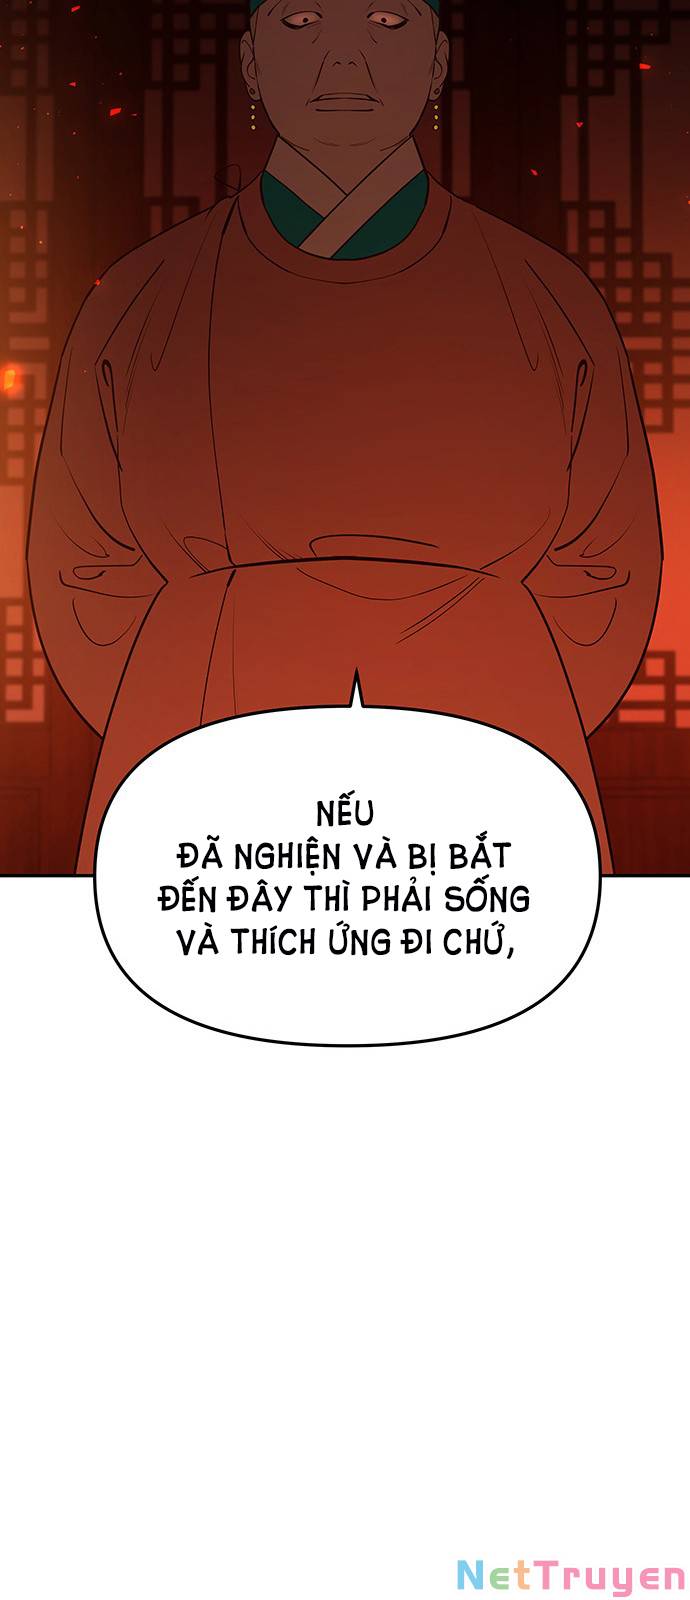 NẾU
ĐÃ NGHIỆN VÀ BỊ BẮT
ĐẾN ĐÂY THÌ PHẢI SỐNG
VÀ THÍCH ỨNG ĐI CHỨ,
NetTruyen